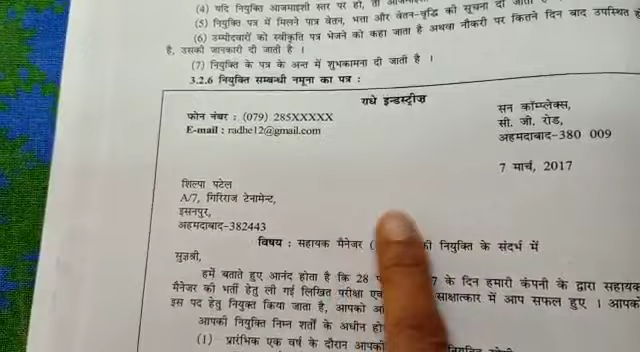 (4) यदि नियुक्ति आजमाइशी स्तर पर हो, तो
(5) नियुक्ति पत्र में मिलने पात्र वेतन, भत्ता और वेतन-वृद्धि की सूचना दी जाती
(6) उम्मीदवारों को स्वीकृति पत्र भेजने को कहा जाता है अथवा नौकरी पर कितने दिन बाद उपस्थित
है, उसकी जानकारी दी जाती है ।
(7) नियुक्ति के पत्र के अन्त में शुभकामना दी जाती है ।
3.2.6 नियुक्ति सम्बन्धी नमूना का पत्र :
राधे इन्डस्ट्रीज़
फोन नंबर : (079) 285XXXXX
E-mail : radhe12@gmail.com
सन कॉम्प्लेक्स,
सी. जी. रोड,
अहमदाबाद-380 009
7 मार्च, 2017
शिल्पा पटेल
A/7, गिरिराज टेनामेन्ट,
इसनपुर,
अहमदाबाद-382443
विषय : सहायक मैनेजर ( की नियुक्ति के संदर्भ में
सुज्ञश्री,
हमें बताते हुए आनंद होता है कि 28 7 के दिन हमारी कंपनी के द्वारा सहायक
मैनेजर की भर्ती हेतु ली गई लिखित परीक्षा साक्षात्कार में आप सफल हुए ।
इस पद हेतु नियुक्त किया जाता है, आपको
आपकी नियुक्ति निम्न शर्तों के अधीन
(1) प्रारंभिक एक वर्ष के दौरान